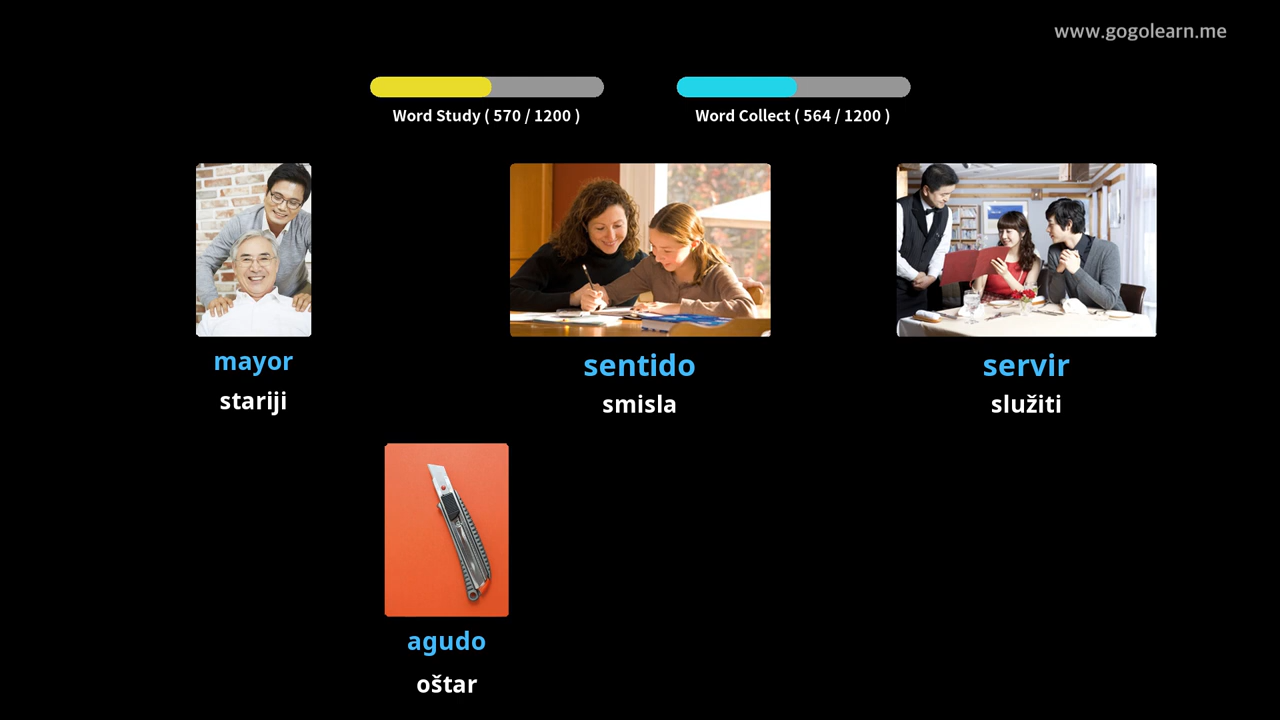 www.gogolearn.me
Word Study ( 570 / 1200 )
Word Collect ( 564 / 1200 )
mayor
stariji
sentido
smisla
servir
služiti
agudo
oštar